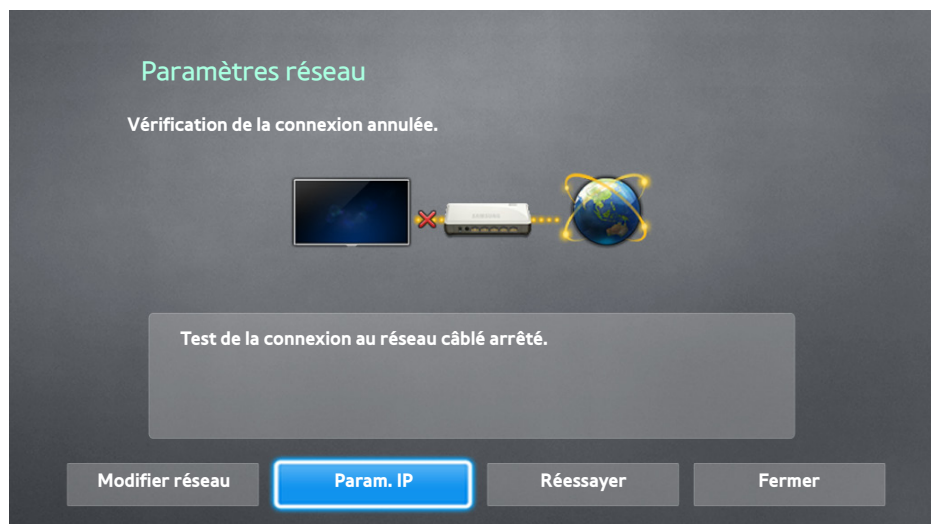 Paramètres réseau
Vérification de la connexion annulée.
SAMSUNG
Test de la connexion au réseau câblé arrêté.
Modifier réseau
Param. IP
Réessayer
Fermer